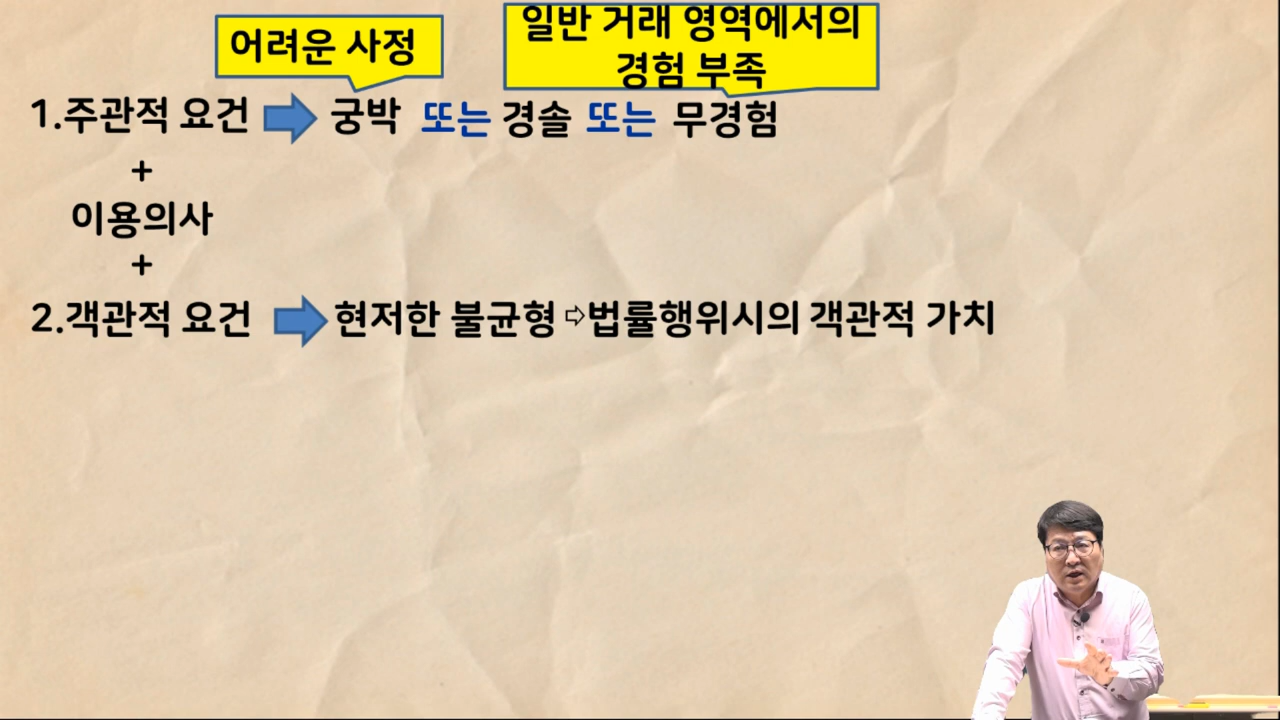 어려운 사정
일반 거래 영역에서의
경험 부족
1.주관적 요건 궁박 또는 경솔 또는 무경험
+
이용의사
+
2.객관적 요건 현저한 불균형 ⇨법률행위시의 객관적 가치